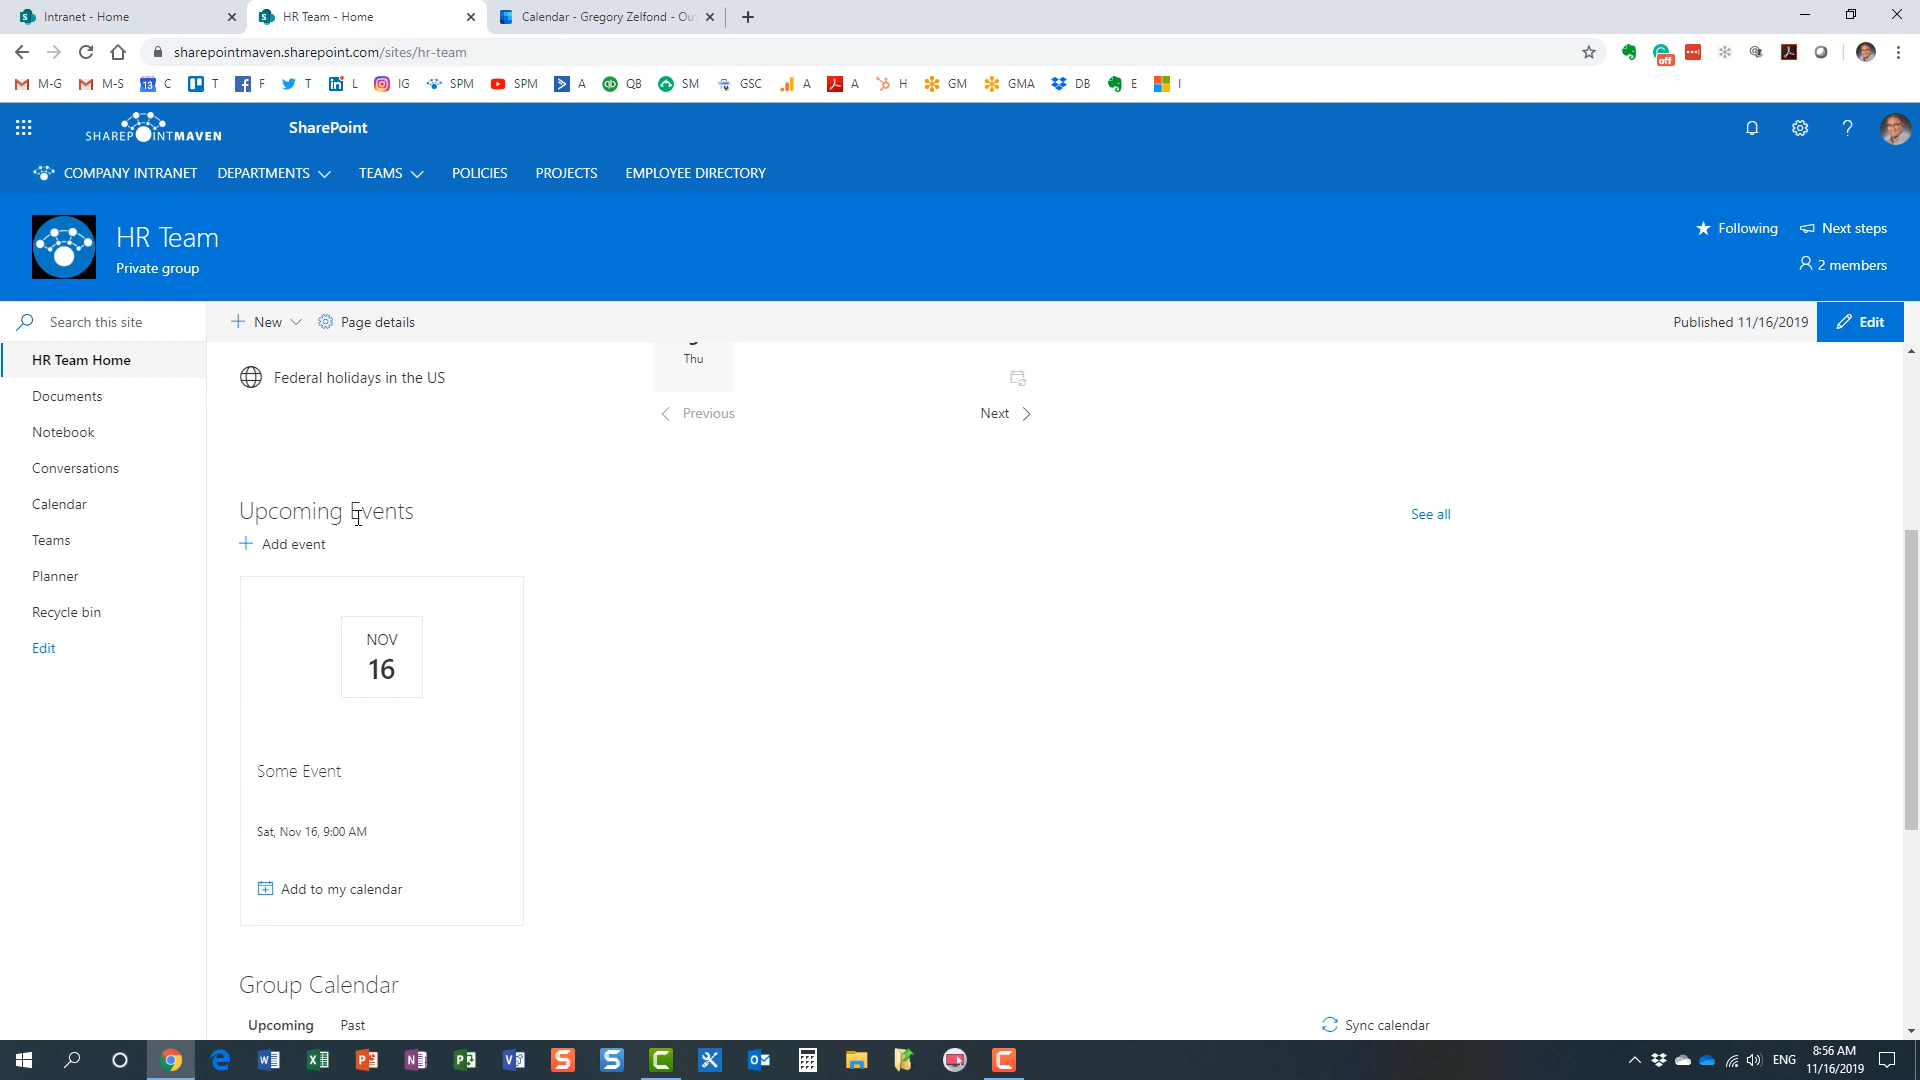 Intranet - Home
HR Team - Home
Calendar - Gregory Zelfond - Ou
sharepointmaven.sharepoint.com/sites/hr-team
off
M-G M-S 13 C T F T L IG SPM SPM A QB SM GSC A A H GM GMA DB E I
SHAREPOINTMAVEN
SharePoint
COMPANY INTRANET DEPARTMENTS TEAMS POLICIES PROJECTS EMPLOYEE DIRECTORY
HR Team
Private group
Following
Next steps
2 members
Search this site
New
Page details
Published 11/16/2019
Edit
HR Team Home
Documents
Notebook
Conversations
Calendar
Teams
Planner
Recycle bin
Edit
Thu
Federal holidays in the US
Previous
Next
Upcoming Events
See all
Add event
NOV
16
Some Event
Sat, Nov 16, 9:00 AM
Add to my calendar
Group Calendar
Upcoming
Past
Sync calendar
ENG
8:56 AM
11/16/2019